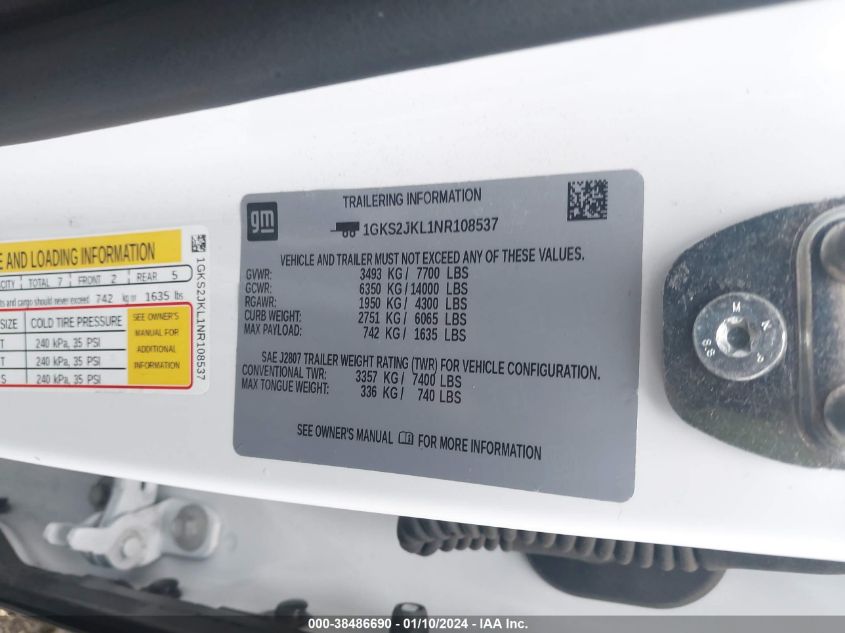 E AND LOADING INFORMATION
CITY TOTAL 7 FRONT 2 REAR 5
ts and cargo should never exceed 742 kg or 1635 lbs
SIZE COLD TIRE PRESSURE
T 240 kPa, 35 PSI
T 240 kPa, 35 PSI
S 240 kPa, 35 PSI
SEE OWNER'S
MANUAL FOR
ADDITIONAL
INFORMATION
1GKS2JKL1NR108537
gm
TRAILERING INFORMATION
1GKS2JKL1NR108537
VEHICLE AND TRAILER MUST NOT EXCEED ANY OF THESE VALUES.
GVWR: 3493 KG / 7700 LBS
GCWR: 6350 KG / 14000 LBS
RGAWR: 1950 KG / 4300 LBS
CURB WEIGHT: 2751 KG / 6065 LBS
MAX PAYLOAD: 742 KG / 1635 LBS
SAE J2807 TRAILER WEIGHT RATING (TWR) FOR VEHICLE CONFIGURATION.
CONVENTIONAL TWR: 3357 KG / 7400 LBS
MAX TONGUE WEIGHT: 336 KG / 740 LBS
SEE OWNER'S MANUAL FOR MORE INFORMATION
000-38486690 - 01/10/2024 - IAA Inc.